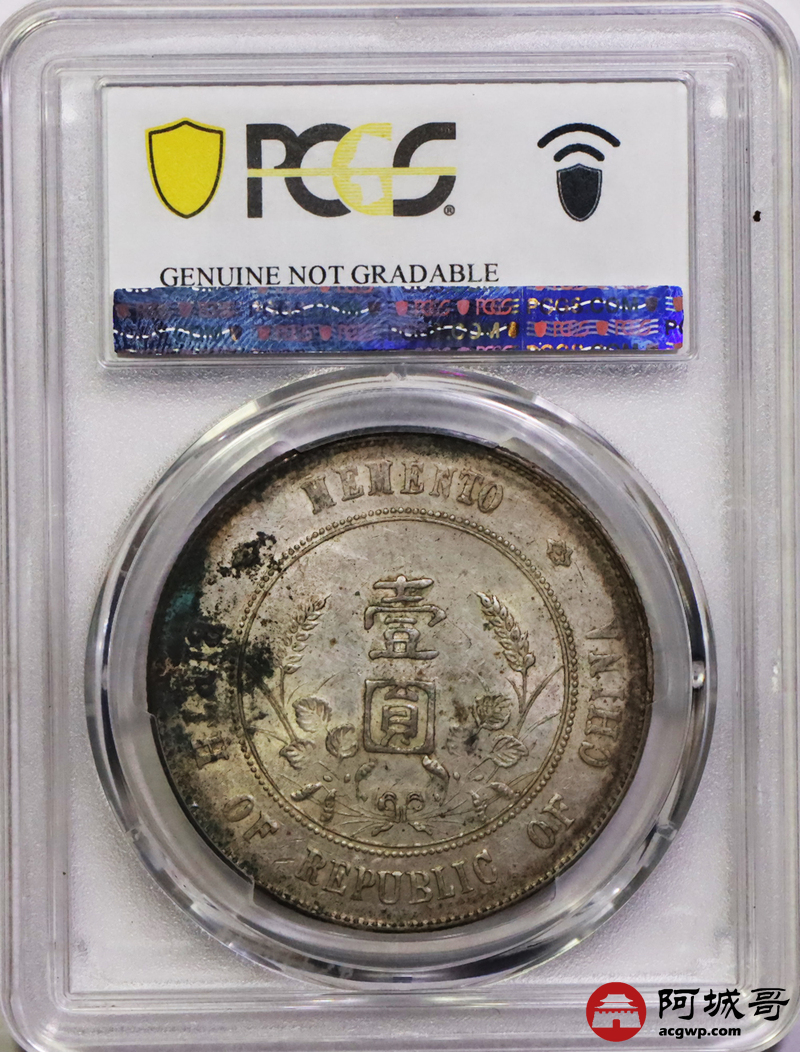 PCGS
GENUINE NOT GRADABLE
MEMENTO
壹
圓
BIRTH OF REPUBLIC OF CHINA
阿城哥
acgwp.com